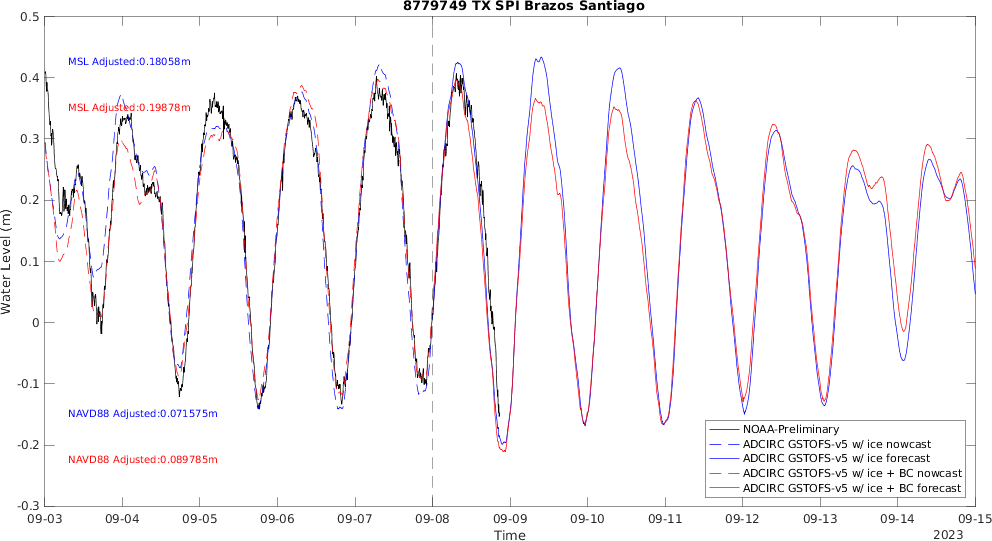 8779749 TX SPI Brazos Santiago
0.5
0.4
0.3
0.2
0.1
0
-0.1
-0.2
-0.3
Water Level (m)
MSL Adjusted:0.18058m
MSL Adjusted:0.19878m
NAVD88 Adjusted:0.071575m
NAVD88 Adjusted:0.089785m
NOAA-Preliminary
ADCIRC GSTOFS-v5 w/ ice nowcast
ADCIRC GSTOFS-v5 w/ ice forecast
ADCIRC GSTOFS-v5 w/ ice + BC nowcast
ADCIRC GSTOFS-v5 w/ ice + BC forecast
09-03 09-04 09-05 09-06 09-07 09-08 09-09 09-10 09-11 09-12 09-13 09-14 09-15
Time
2023